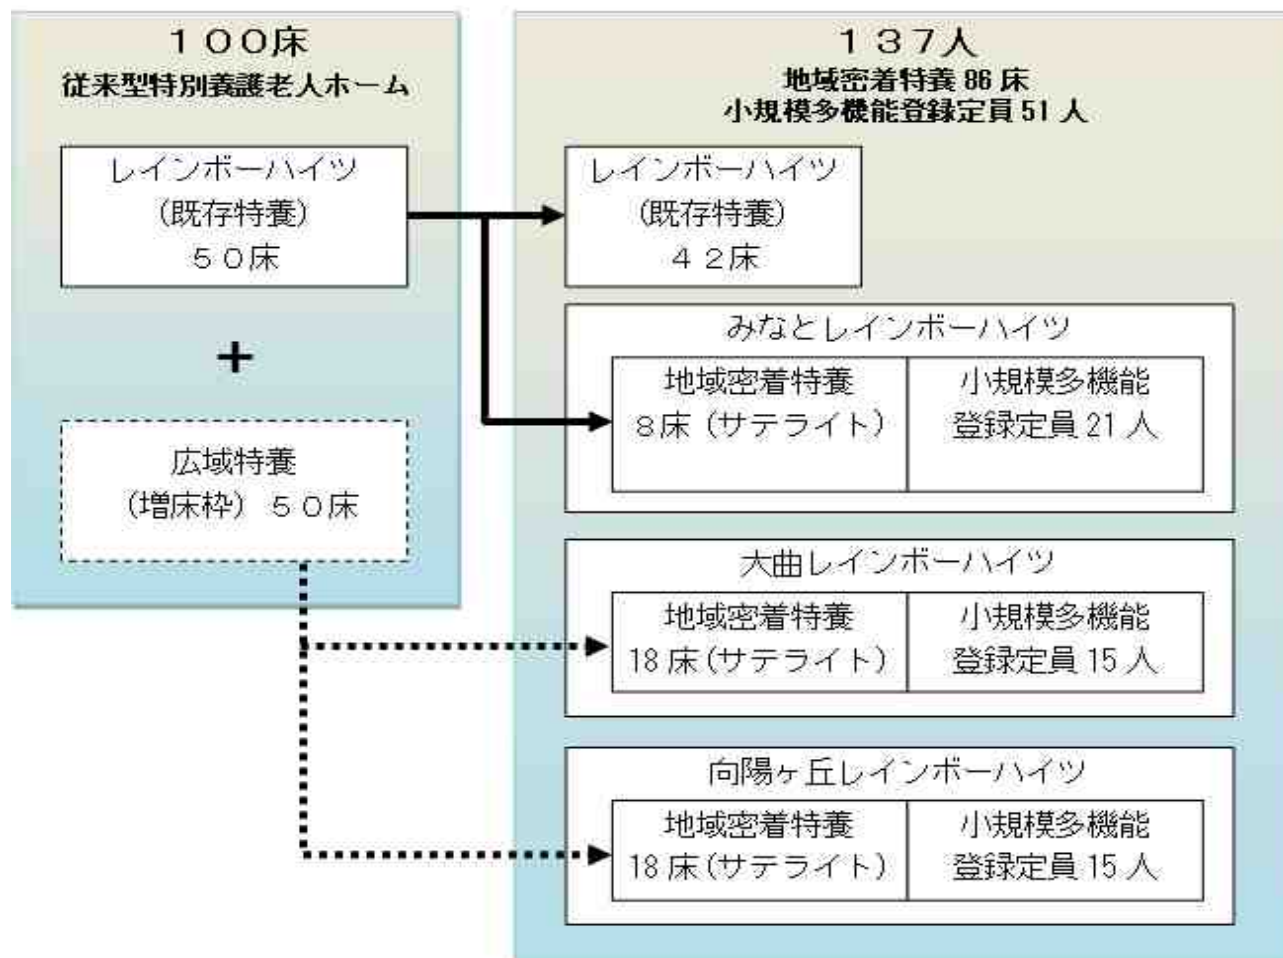 １００床
従来型特別養護老人ホーム
レインボーハイツ
(既存特養)
５０床
+
広域特養
(増床枠) ５０床
１３７人
地域密着特養 86 床
小規模多機能登録定員 51 人
レインボーハイツ
(既存特養)
４２床
みなとレインボーハイツ
地域密着特養
8床 (サテライト)
小規模多機能
登録定員 21 人
大曲レインボーハイツ
地域密着特養
18 床 (サテライト)
小規模多機能
登録定員 15 人
向陽ヶ丘レインボーハイツ
地域密着特養
18 床 (サテライト)
小規模多機能
登録定員 15 人